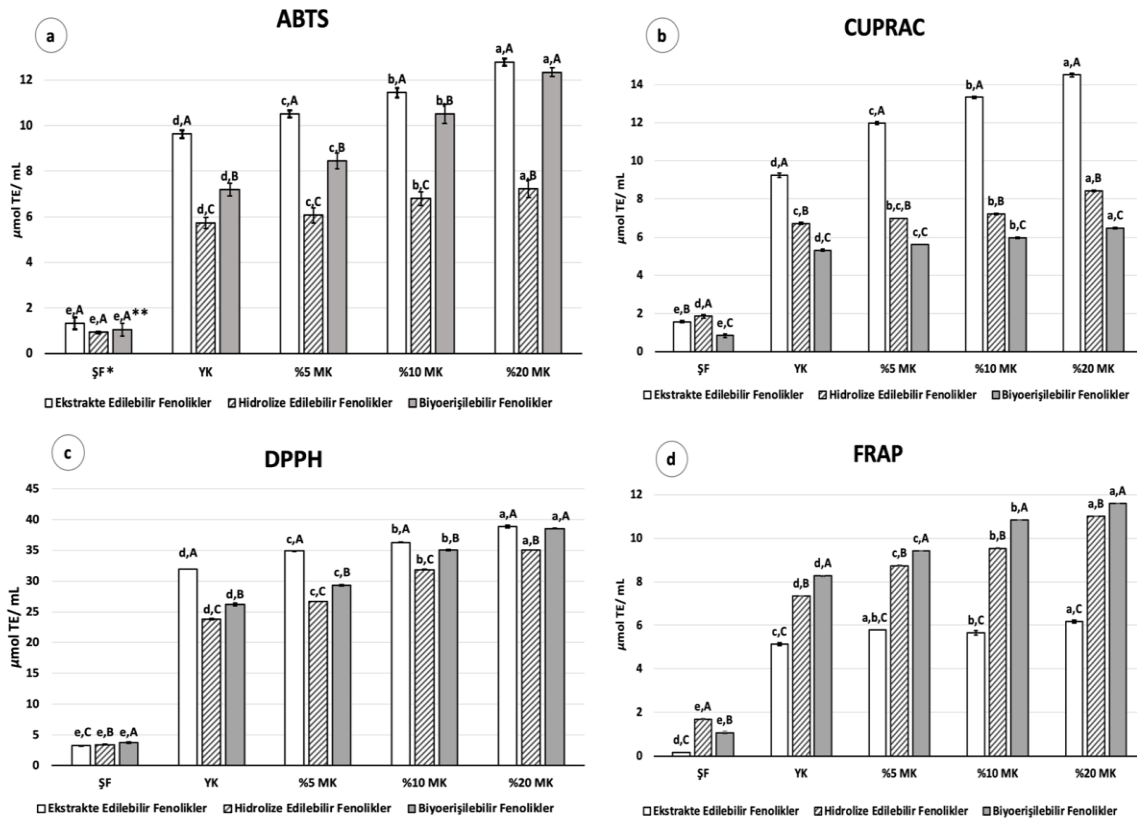 a
ABTS
µmol TE/ mL
12
10
8
6
4
2
0
e,A e,A e,A**
d,A d,C d,B
c,A c,C c,B
b,A b,C b,B
a,A a,B a,A
ŞF* YK %5 MK %10 MK %20 MK
Ekstrakte Edilebilir Fenolikler Hidrolize Edilebilir Fenolikler Biyoerişilebilir Fenolikler
b
CUPRAC
µmol TE/ mL
16
14
12
10
8
6
4
2
0
e,B d,A e,C
d,A c,B d,C
c,A b,c,B c,C
b,A b,B b,C
a,A a,B a,C
ŞF YK %5 MK %10 MK %20 MK
Ekstrakte Edilebilir Fenolikler Hidrolize Edilebilir Fenolikler Biyoerişilebilir Fenolikler
c
DPPH
µmol TE/ mL
45
40
35
30
25
20
15
10
5
0
e,C e,B e,A
d,A d,C d,B
c,A c,C c,B
b,A b,C b,B
a,A a,B a,A
ŞF YK %5 MK %10 MK %20 MK
Ekstrakte Edilebilir Fenolikler Hidrolize Edilebilir Fenolikler Biyoerişilebilir Fenolikler
d
FRAP
µmol TE/ mL
12
10
8
6
4
2
0
d,C e,A e,B
c,C d,B d,A
a,b,C c,B c,A
b,C b,B b,A
a,C a,B a,A
ŞF YK %5 MK %10 MK %20 MK
Ekstrakte Edilebilir Fenolikler Hidrolize Edilebilir Fenolikler Biyoerişilebilir Fenolikler